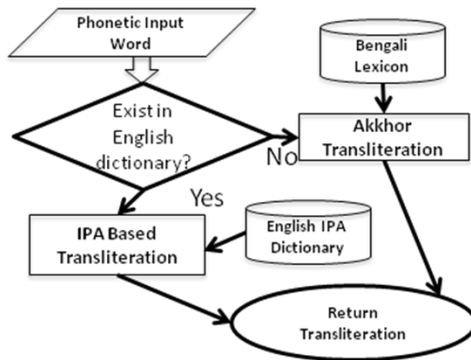 Phonetic Input
Word
Bengali
Lexicon
Exist in
English
dictionary?
No
Akkhor
Transliteration
Yes
IPA Based
Transliteration
English IPA
Dictionary
Return
Transliteration